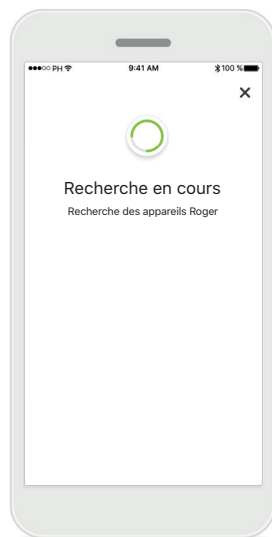 ●●●○○ PH 9:41 AM 100 %
×
Recherche en cours
Recherche des appareils Roger